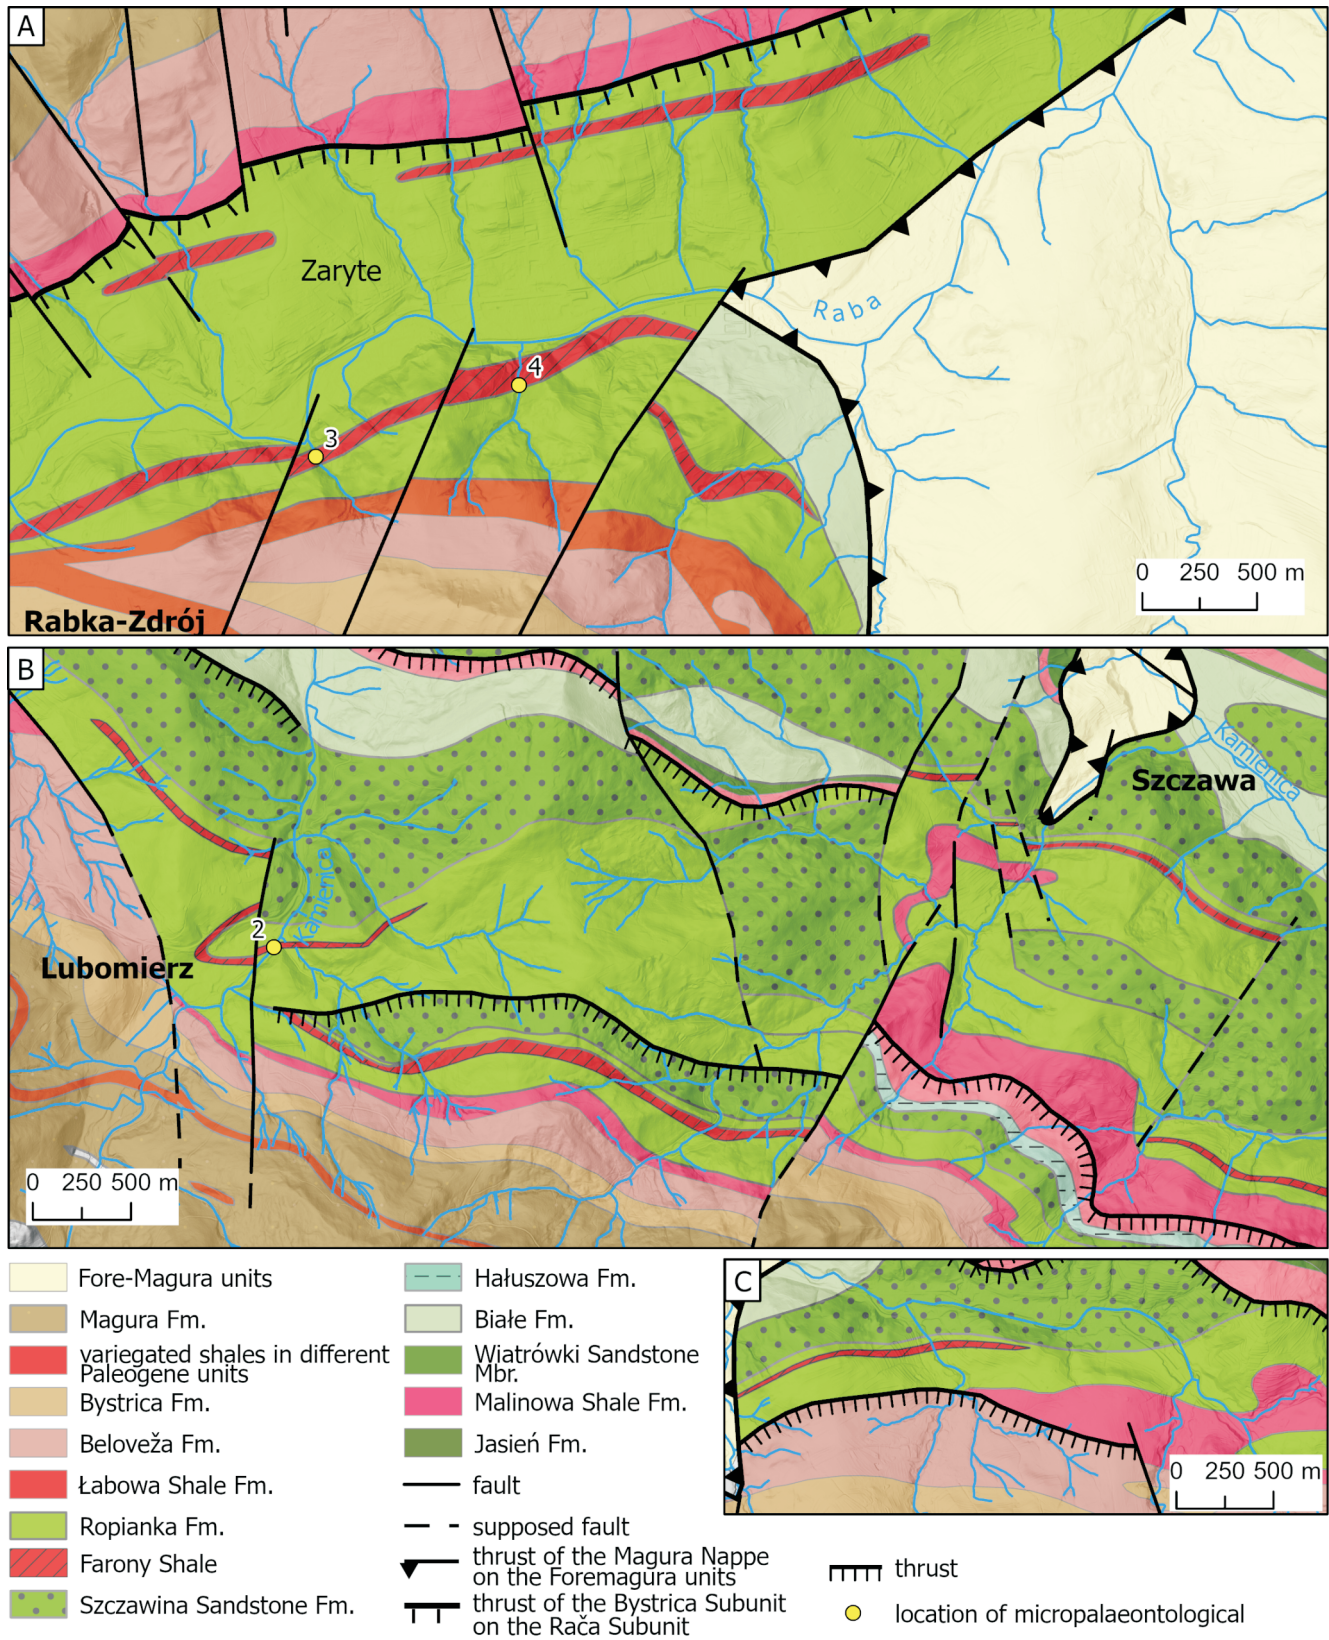 A
Zaryte
Raba
4
3
0 250 500 m
Rabka-Zdrój
B
Szczawa
Kamienica
Kamienica
2
Lubomierz
0 250 500 m
Fore-Magura units
Magura Fm.
variegated shales in different
Paleogene units
Bystrica Fm.
Beloveža Fm.
Łabowa Shale Fm.
Ropianka Fm.
Farony Shale
Szczawina Sandstone Fm.
Hałuszowa Fm.
Białe Fm.
Wiatrówki Sandstone
Mbr.
Malinowa Shale Fm.
Jasień Fm.
fault
supposed fault
thrust of the Magura Nappe
on the Foremagura units
thrust of the Bystrica Subunit
on the Rača Subunit
C
0 250 500 m
thrust
location of micropalaeontological